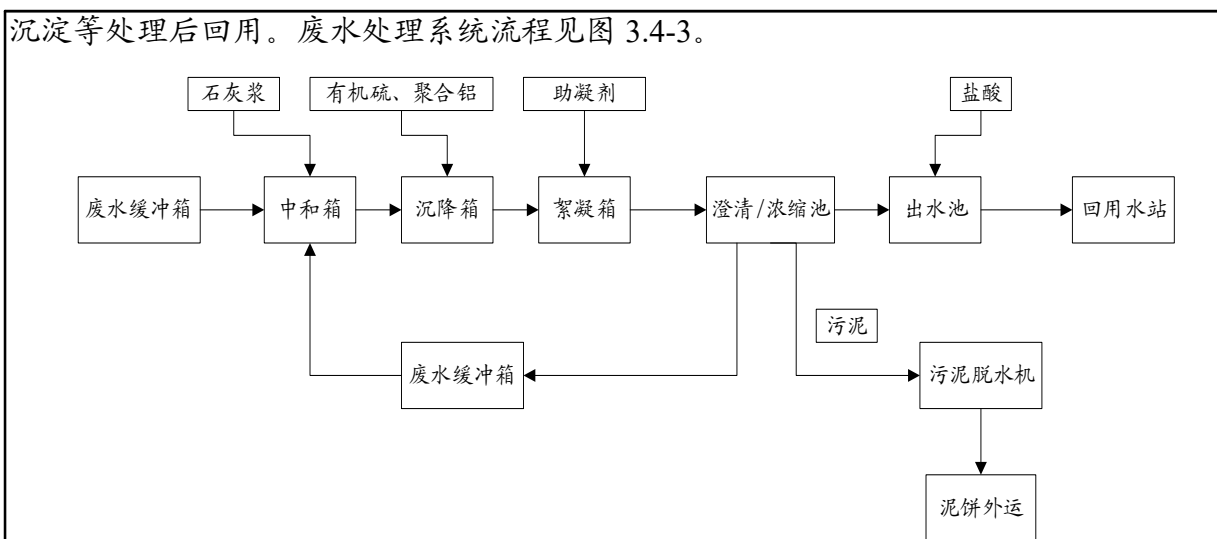 沉淀等处理后回用。废水处理系统流程见图 3.4-3。
石灰浆
有机硫、聚合铝
助凝剂
盐酸
废水缓冲箱
中和箱
沉降箱
絮凝箱
澄清/浓缩池
出水池
回用水站
污泥
废水缓冲箱
污泥脱水机
泥饼外运